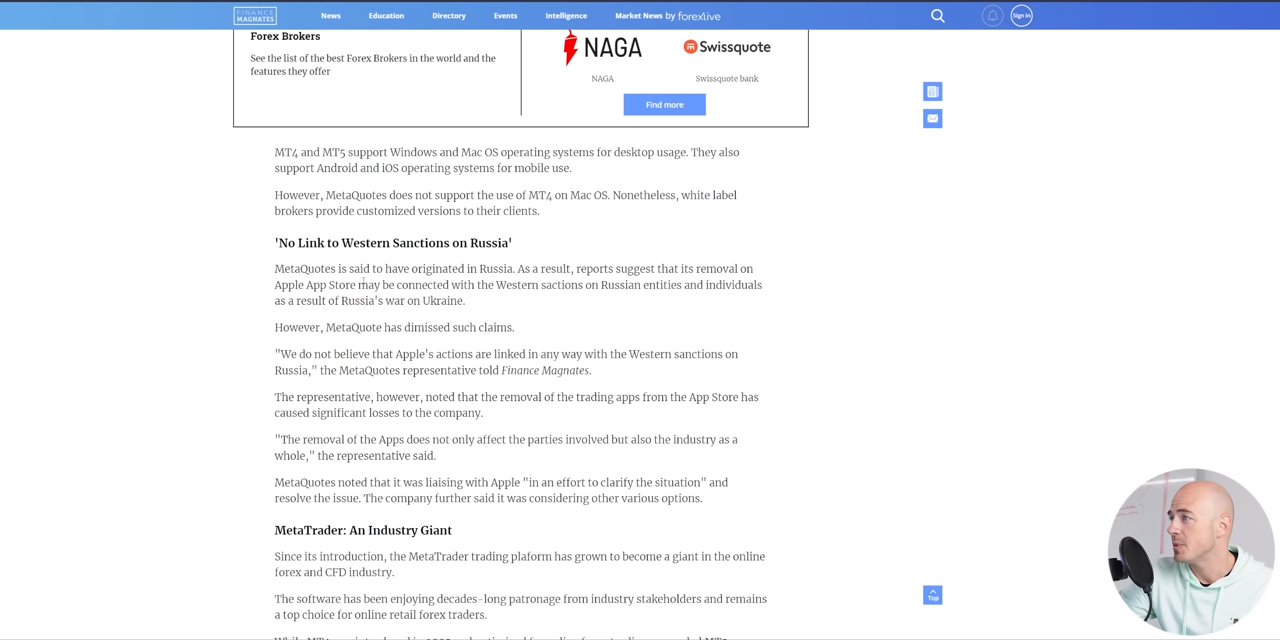 FINANCE
MAGNATES
News
Education
Directory
Events
Intelligence
Market News by forexlive
Sign in
Forex Brokers
See the list of the best Forex Brokers in the world and the
features they offer
NAGA
Swissquote
NAGA
Swissquote bank
Find more
MT4 and MT5 support Windows and Mac OS operating systems for desktop usage. They also
support Android and iOS operating systems for mobile use.
However, MetaQuotes does not support the use of MT4 on Mac OS. Nonetheless, white label
brokers provide customized versions to their clients.
'No Link to Western Sanctions on Russia'
MetaQuotes is said to have originated in Russia. As a result, reports suggest that its removal on
Apple App Store may be connected with the Western sactions on Russian entities and individuals
as a result of Russia's war on Ukraine.
However, MetaQuote has dimissed such claims.
"We do not believe that Apple's actions are linked in any way with the Western sanctions on
Russia," the MetaQuotes representative told Finance Magnates.
The representative, however, noted that the removal of the trading apps from the App Store has
caused significant losses to the company.
"The removal of the Apps does not only affect the parties involved but also the industry as a
whole," the representative said.
MetaQuotes noted that it was liaising with Apple "in an effort to clarify the situation" and
resolve the issue. The company further said it was considering other various options.
MetaTrader: An Industry Giant
Since its introduction, the MetaTrader trading plaform has grown to become a giant in the online
forex and CFD industry.
The software has been enjoying decades-long patronage from industry stakeholders and remains
a top choice for online retail forex traders.
Top